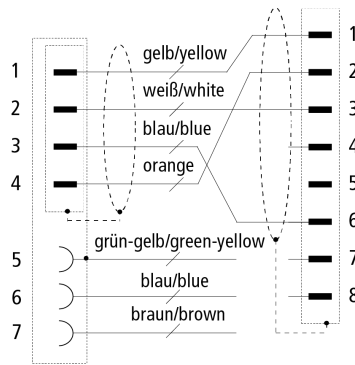 gelb/yellow
1
1
weiß/white
2
2
3
blau/blue
3
4
orange
4
5
6
grün-gelb/green-yellow
5
7
blau/blue
6
8
braun/brown
7